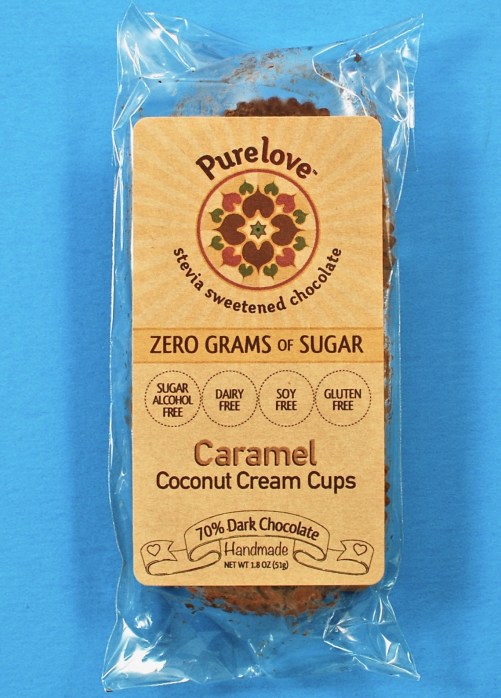 Purelove™
stevia sweetened chocolate
ZERO GRAMS OF SUGAR
SUGAR
ALCOHOL
FREE
DAIRY
FREE
SOY
FREE
GLUTEN
FREE
Caramel
Coconut Cream Cups
70% Dark Chocolate
Handmade
NET WT 1.8 OZ (51g)